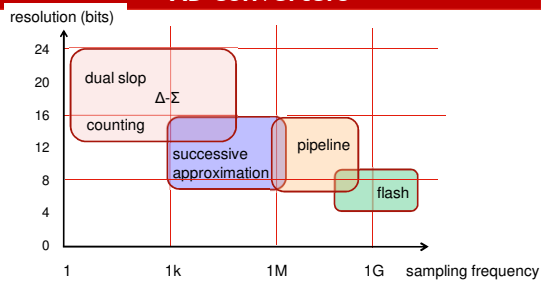 resolution (bits)
24
20
16
12
8
4
0
dual slop
Δ-Σ
counting
successive
approximation
pipeline
flash
1
1k
1M
1G
sampling frequency